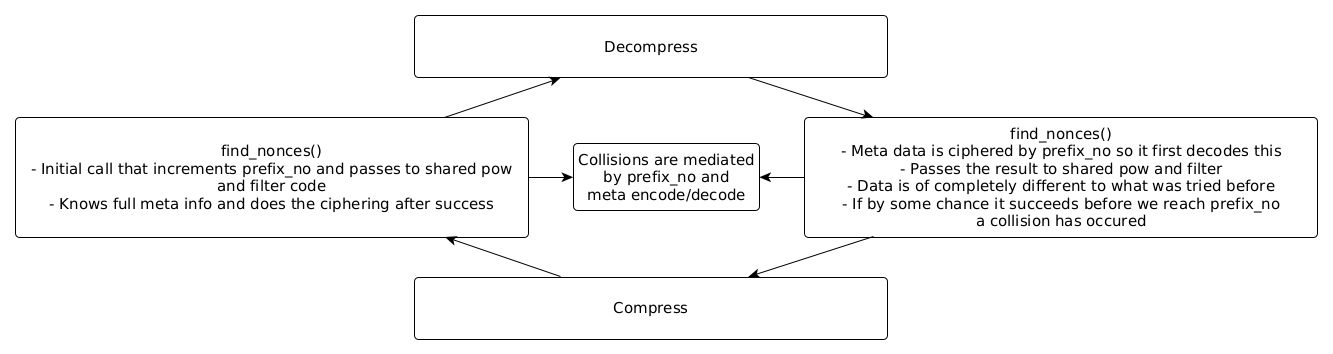 Decompress
find_nonces()
- Initial call that increments prefix_no and passes to shared pow
and filter code
- Knows full meta info and does the ciphering after success
Collisions are mediated
by prefix_no and
meta encode/decode
find_nonces()
- Meta data is ciphered by prefix_no so it first decodes this
- Passes the result to shared pow and filter
- Data is of completely different to what was tried before
- If by some chance it succeeds before we reach prefix_no
a collision has occured
Compress